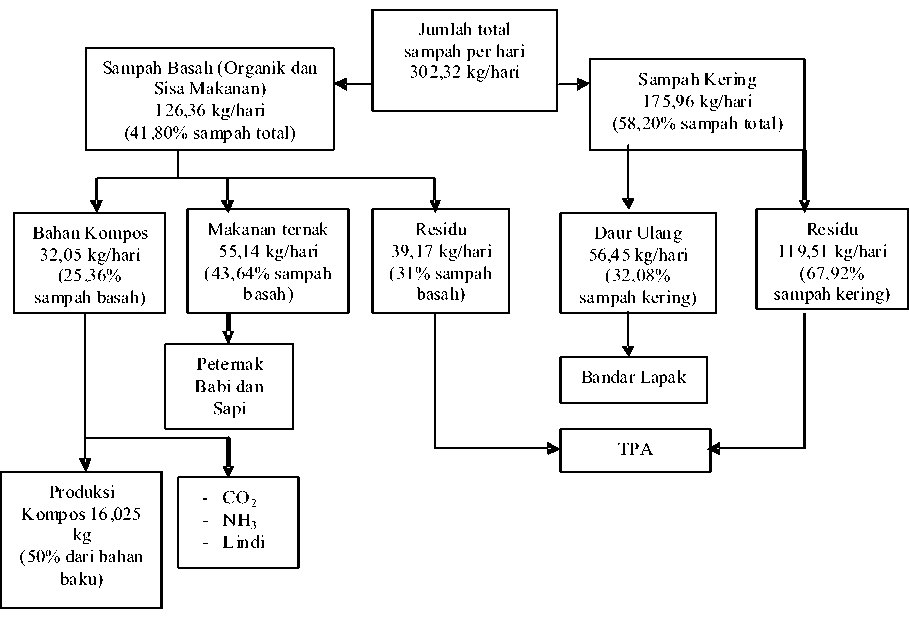 Jumlah total
sampah per hari
302,32 kg/hari
Sampah Basah (Organik dan
Sisa Makanan)
126,36 kg/hari
(41,80% sampah total)
Sampah Kering
175,96 kg/hari
(58,20% sampah total)
Bahan Kompos
32,05 kg/hari
(25,36%
sampah basah)
Makanan ternak
55,14 kg/hari
(43,64% sampah
basah)
Residu
39,17 kg/hari
(31% sampah
basah)
Daur Ulang
56,45 kg/hari
(32,08%
sampah kering)
Residu
119,51 kg/hari
(67,92%
sampah kering)
Peternak
Babi dan
Sapi
Bandar Lapak
TPA
Produksi
Kompos 16,025
kg
(50% dari bahan
baku)
- CO₂
- NH₃
- Lindi